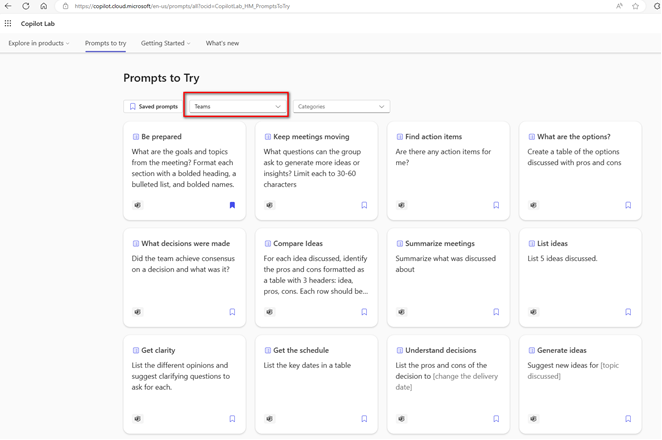 https://copilot.cloud.microsoft/en-us/prompts/all?ocid=CopilotLab_HM_PromptsToTry
Copilot Lab
Explore in products Prompts to try Getting Started What's new
Prompts to Try
Saved prompts Teams Categories
Be prepared
What are the goals and topics
from the meeting? Format each
section with a bolded heading, a
bulleted list, and bolded names.
Keep meetings moving
What questions can the group
ask to generate more ideas or
insights? Limit each to 30-60
characters
Find action items
Are there any action items for
me?
What are the options?
Create a table of the options
discussed with pros and cons
What decisions were made
Did the team achieve consensus
on a decision and what was it?
Compare Ideas
For each idea discussed, identify
the pros and cons formatted as
a table with 3 headers: idea,
pros, cons. Each row should be...
Summarize meetings
Summarize what was discussed
about
List ideas
List 5 ideas discussed.
Get clarity
List the different opinions and
suggest clarifying questions to
ask for each.
Get the schedule
List the key dates in a table
Understand decisions
List the pros and cons of the
decision to [change the delivery
date]
Generate ideas
Suggest new ideas for [topic
discussed]